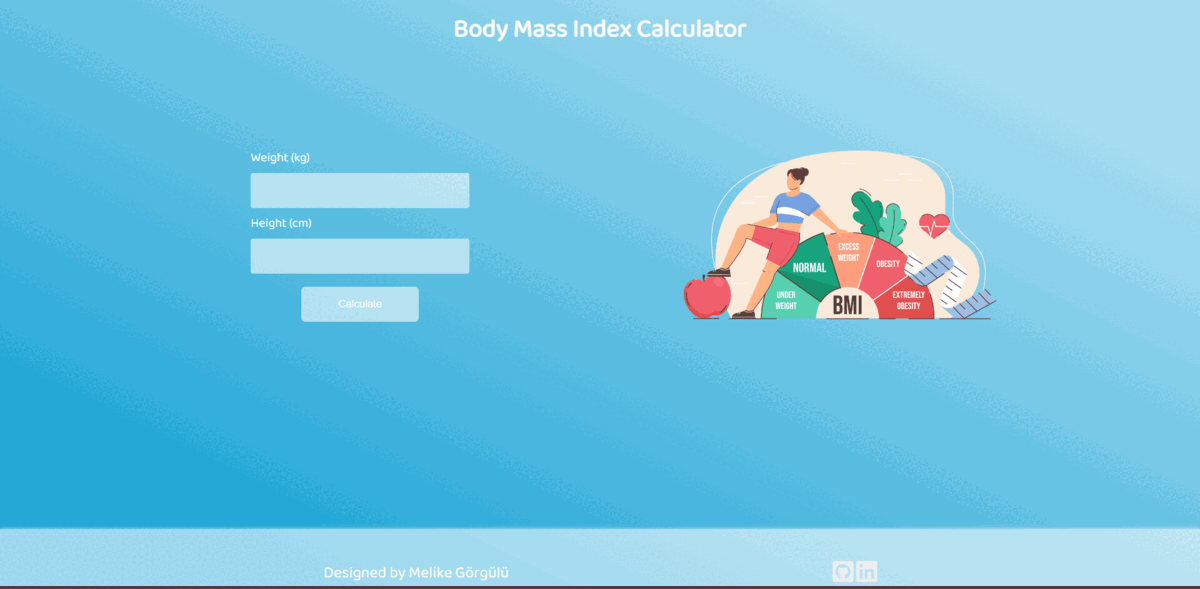 Body Mass Index Calculator
Weight (kg)
Height (cm)
Calculate
EXCESS
WEIGHT
NORMAL
OBESITY
UNDER
WEIGHT
BMI
EXTREMELY
OBESITY
Designed by Melike Görgülü
in